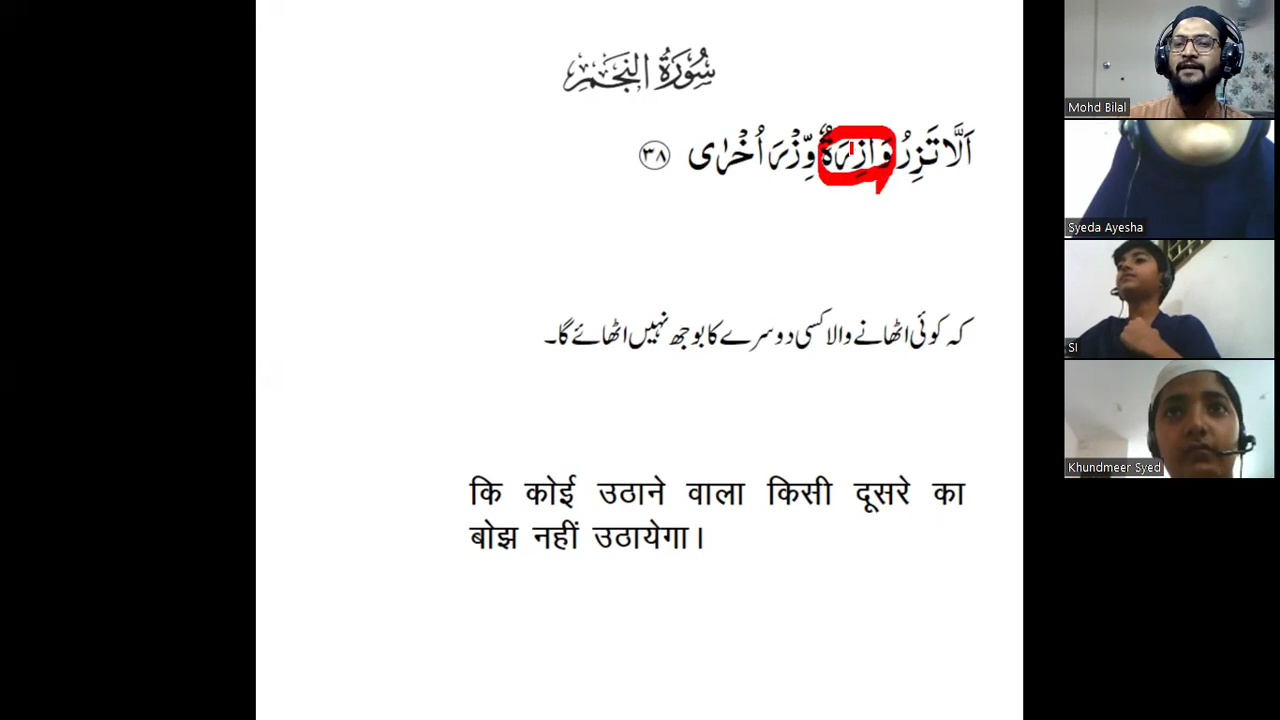 سُوْرَةُ النَّجْمِ
اَلَّا تَزِرُ وَازِرَةٌ وِّزْرَ اُخْرٰى ﴿۳۸﴾
کہ کوئی اٹھانے والا کسی دوسرے کا بوجھ نہیں اٹھائے گا۔
कि कोई उठाने वाला किसी दूसरे का
बोझ नहीं उठायेगा।
Mohd Bilal
Syeda Ayesha
SI
Khundmeer Syed